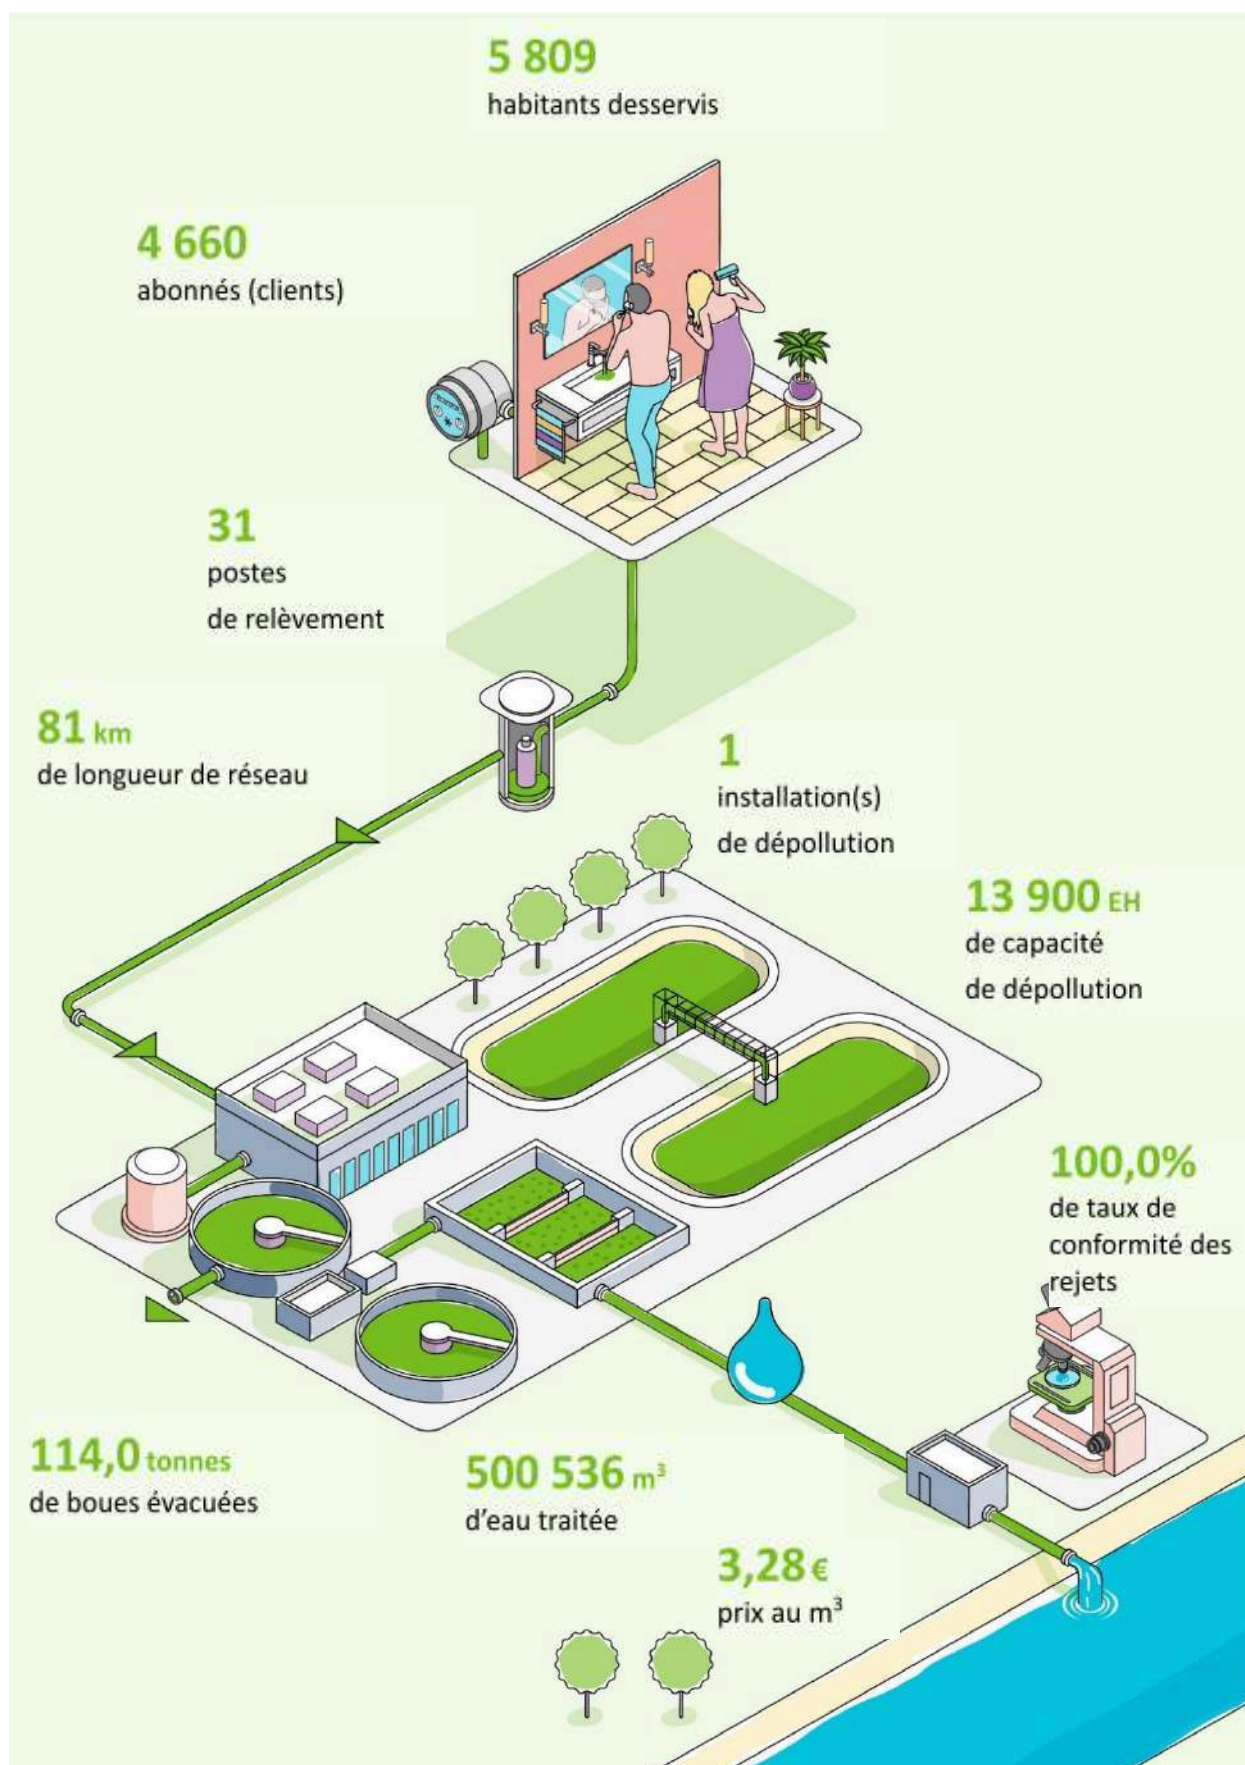 5 809
habitants desservis
4 660
abonnés (clients)
31
postes
de relèvement
81 km
de longueur de réseau
1
installation(s)
de dépollution
13 900 EH
de capacité
de dépollution
100,0%
de taux de
conformité des
rejets
114,0 tonnes
de boues évacuées
500 536 m³
d’eau traitée
3,28 €
prix au m³